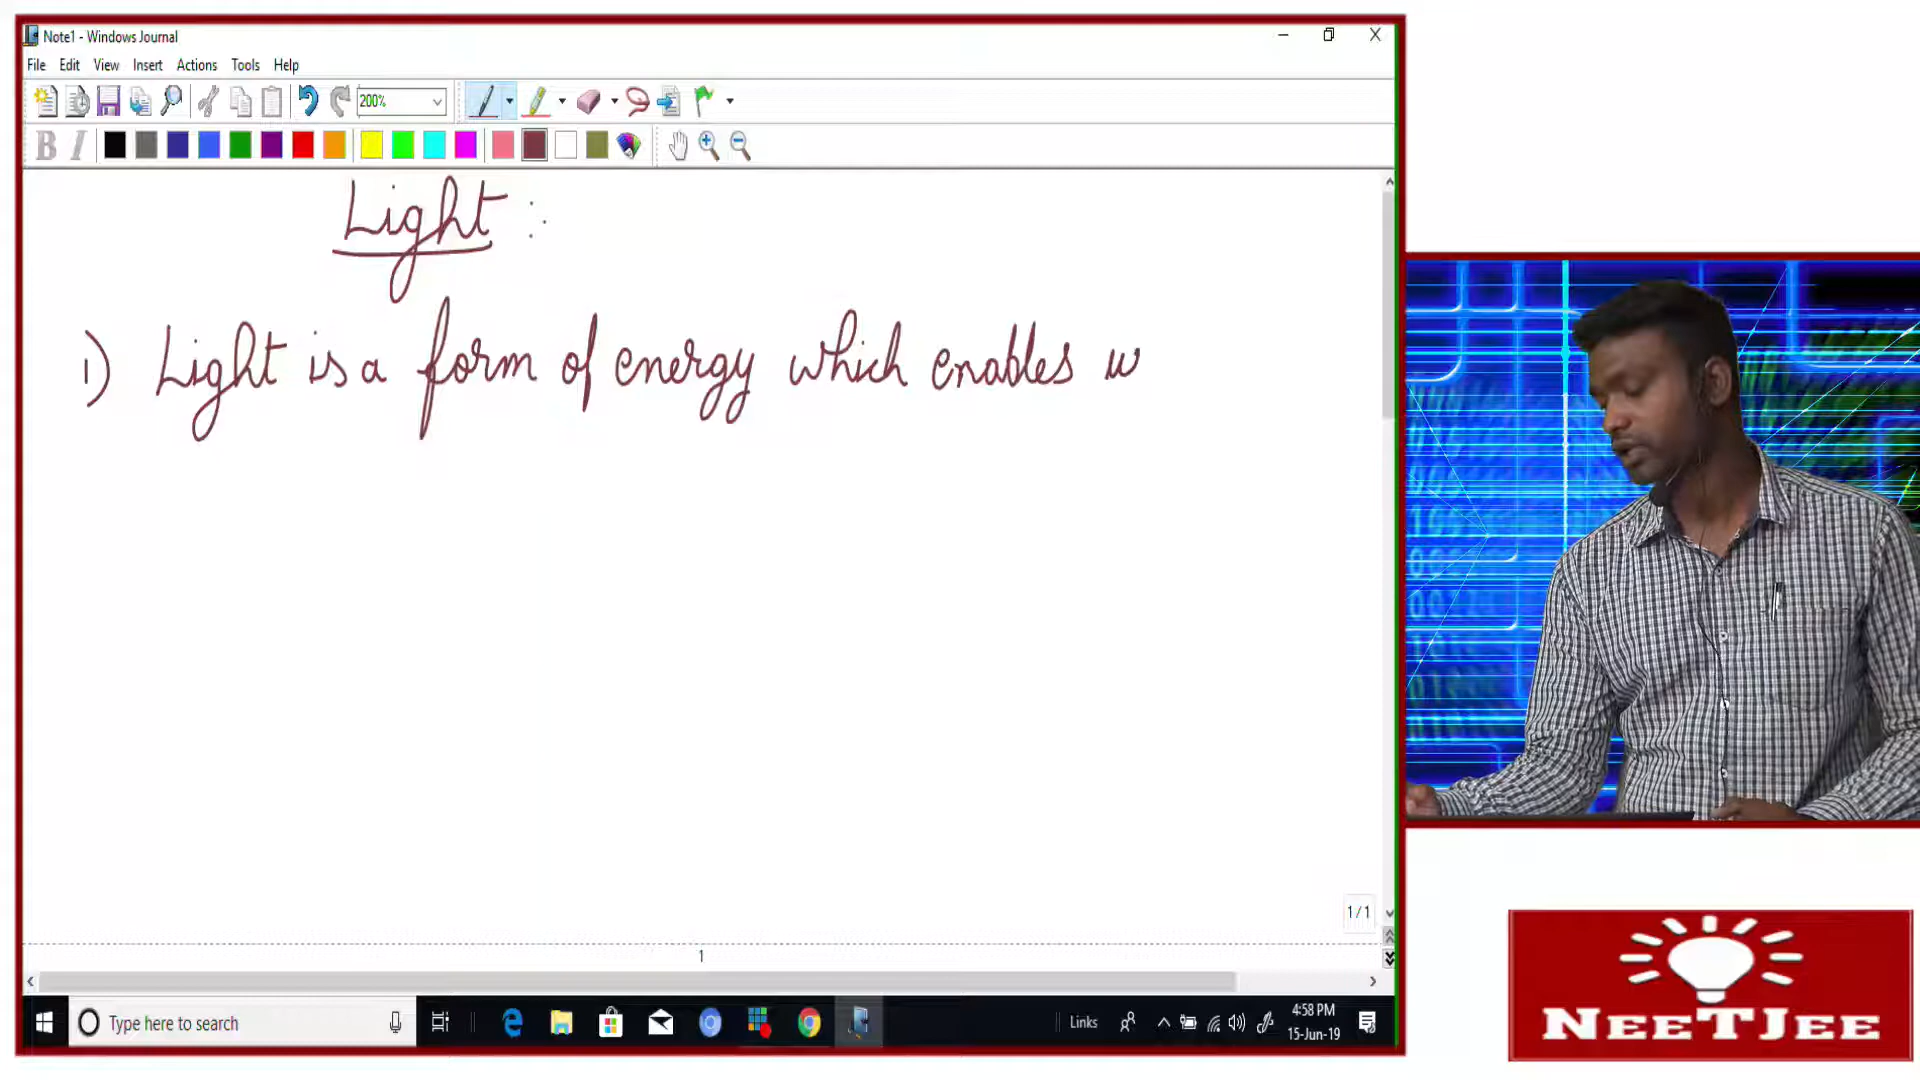 Note1 - Windows Journal
File Edit View Insert Actions Tools Help
200%
B I
Light :
1) Light is a form of energy which enables w
1/1
1
Type here to search
Links
4:58 PM
15-Jun-19
NEETJEE